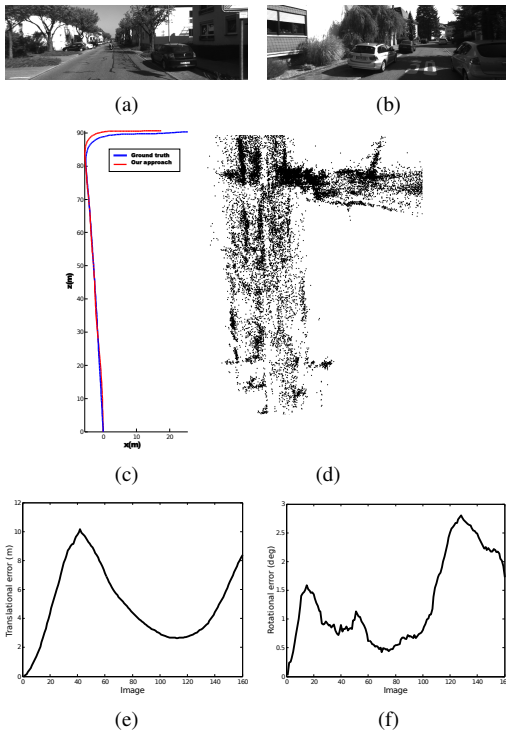 (a)
(b)
90
80
70
60
50
40
30
20
10
0
z(m)
Ground truth
Our approach
0 10 20
x(m)
(c)
(d)
12
10
8
6
4
2
0
Translational error (m)
0 20 40 60 80 100 120 140 160
Image
(e)
3
2.5
2
1.5
1
0.5
0
Rotational error (deg)
0 20 40 60 80 100 120 140 160
Image
(f)